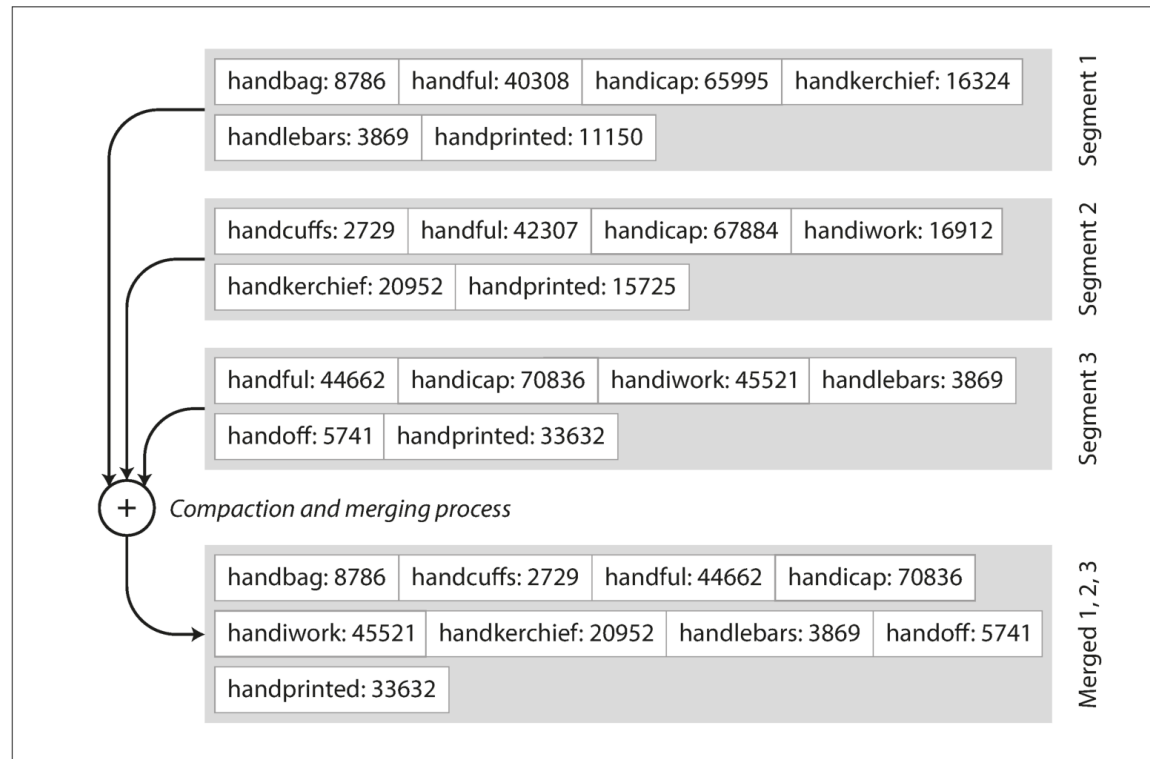 handbag: 8786 handful: 40308 handicap: 65995 handkerchief: 16324
handlebars: 3869 handprinted: 11150
Segment 1
handcuffs: 2729 handful: 42307 handicap: 67884 handiwork: 16912
handkerchief: 20952 handprinted: 15725
Segment 2
handful: 44662 handicap: 70836 handiwork: 45521 handlebars: 3869
handoff: 5741 handprinted: 33632
Segment 3
+ Compaction and merging process
handbag: 8786 handcuffs: 2729 handful: 44662 handicap: 70836
handiwork: 45521 handkerchief: 20952 handlebars: 3869 handoff: 5741
handprinted: 33632
Merged 1, 2, 3